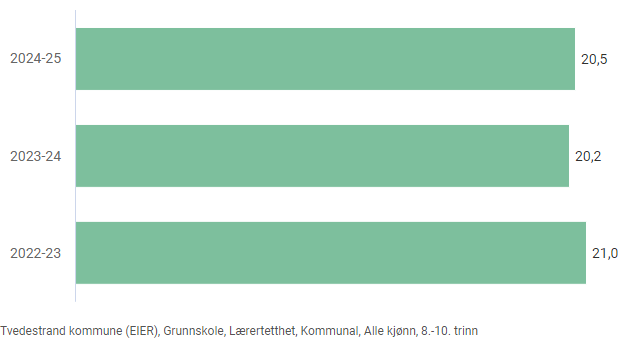 2024-25 20,5
2023-24 20,2
2022-23 21,0
Tvedestrand kommune (EIER), Grunnskole, Lærertetthet, Kommunal, Alle kjønn, 8.-10. trinn